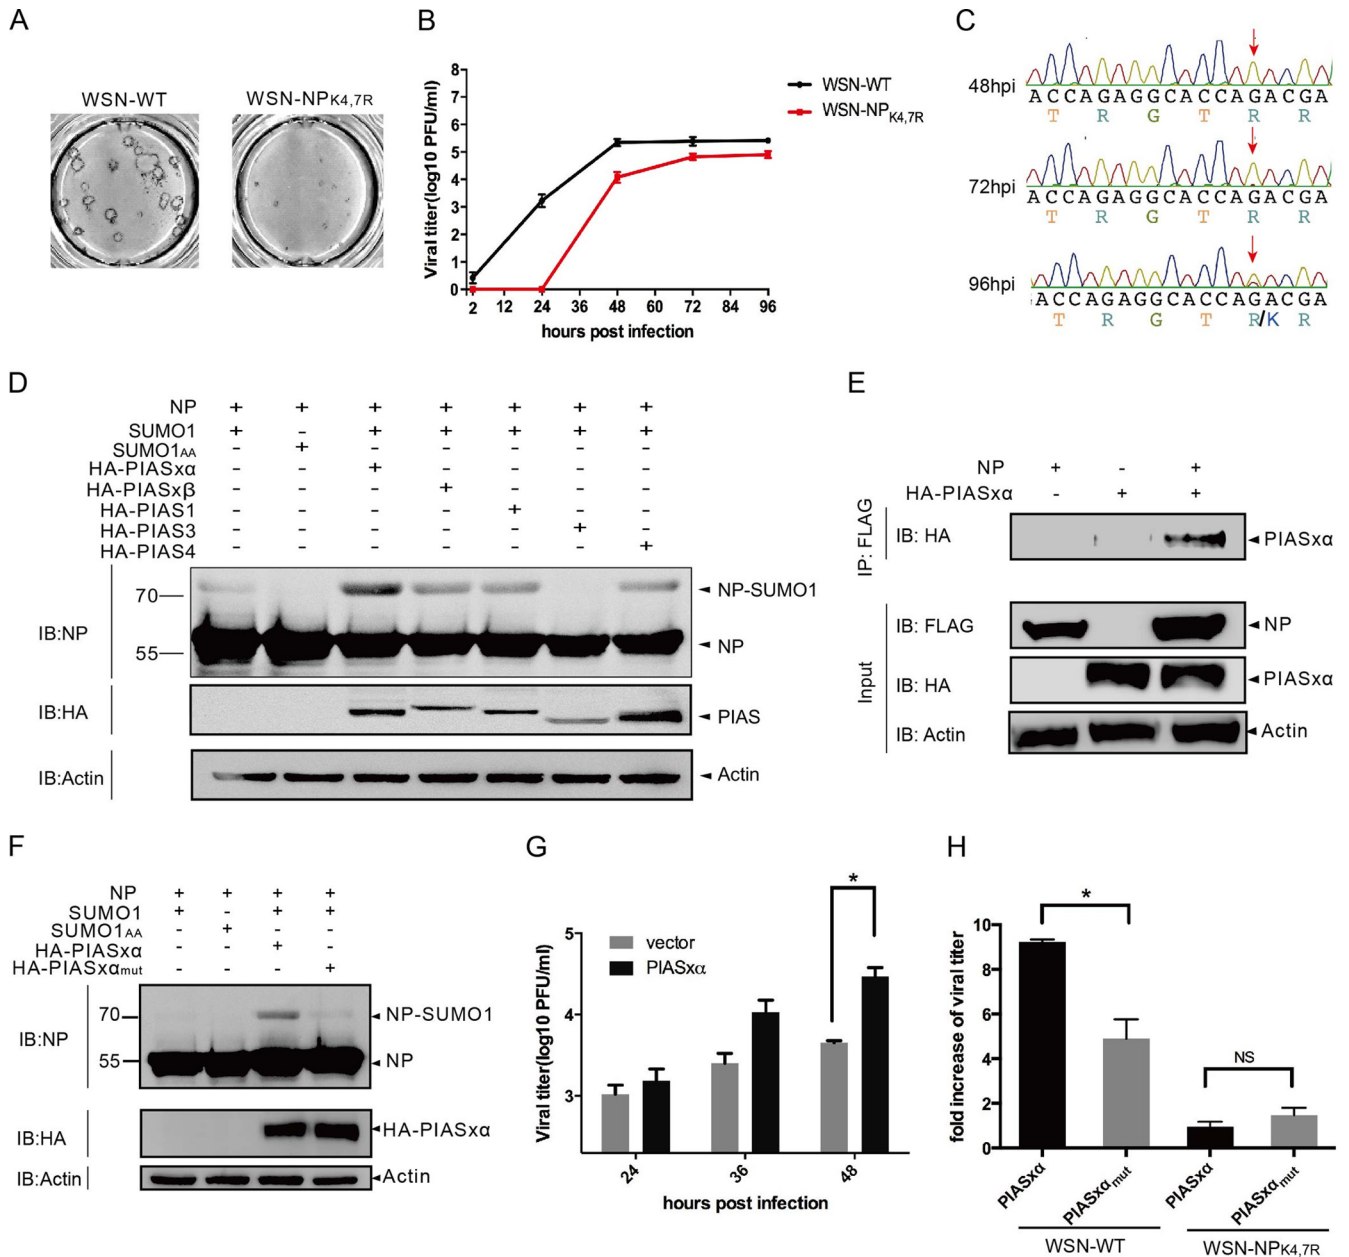 A
WSN-WT
WSN-NPK4,7R
B
Viral titer(log10 PFU/ml)
8
7
6
5
4
3
2
1
0
2 12 24 36 48 60 72 84 96
hours post infection
WSN-WT
WSN-NPK4,7R
C
48hpi
ACCAGAGGCACCAGACGA
T R G T R R
72hpi
ACCAGAGGCACCAGACGA
T R G T R R
96hpi
ACCAGAGGCACCAGACGA
T R G T R/K R
D
NP + + + + + + +
SUMO1 + - + + + + +
SUMO1AA - + - - - - -
HA-PIASxα - - + - - - -
HA-PIASxβ - - - + - - -
HA-PIAS1 - - - - + - -
HA-PIAS3 - - - - - + -
HA-PIAS4 - - - - - - +
IB:NP
70
55
NP-SUMO1
NP
IB:HA
PIAS
IB:Actin
Actin
E
NP + - +
HA-PIASxα - + +
IP: FLAG
IB: HA
PIASxα
Input
IB: FLAG
NP
IB: HA
PIASxα
IB: Actin
Actin
F
NP + + + +
SUMO1 + - + +
SUMO1AA - + - -
HA-PIASxα - - + -
HA-PIASxαmut - - - +
IB:NP
70
55
NP-SUMO1
NP
IB:HA
HA-PIASxα
IB:Actin
Actin
G
Viral titer(log10 PFU/ml)
5
4
3
vector
PIASxα
*
24 36 48
hours post infection
H
fold increase of viral titer
10
8
6
4
2
0
*
NS
PIASxα PIASxαmut PIASxα PIASxαmut
WSN-WT WSN-NPK4,7R